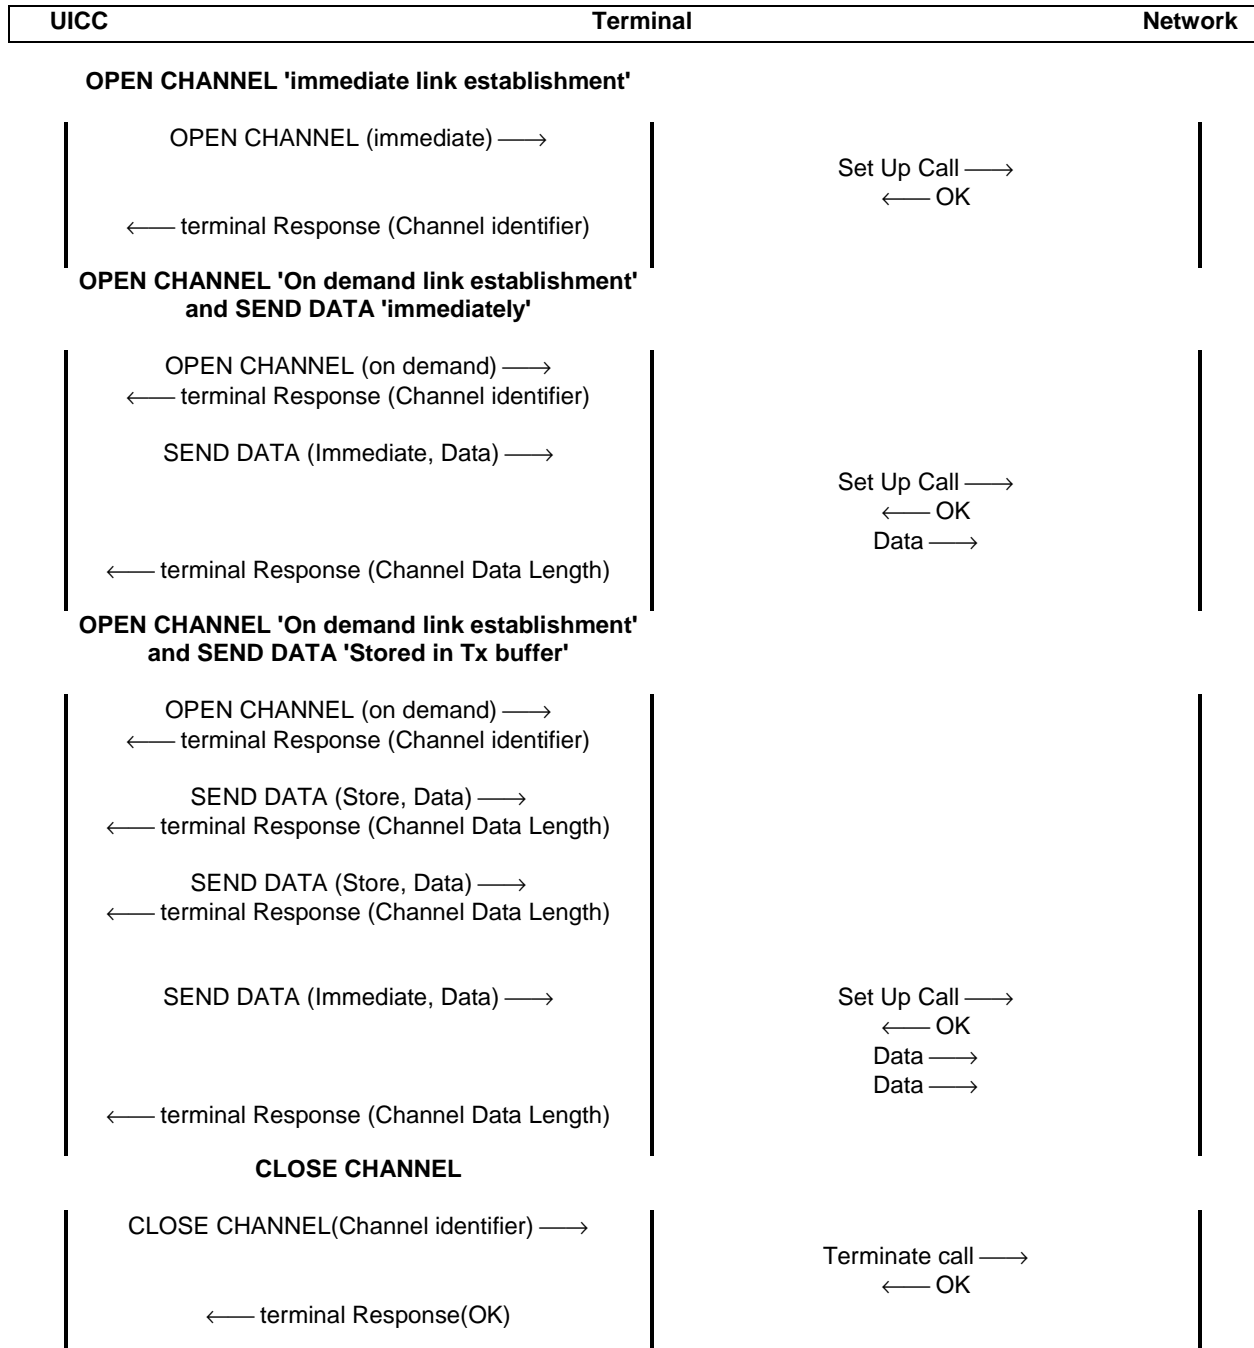 UICC Terminal Network
OPEN CHANNEL 'immediate link establishment'
OPEN CHANNEL (immediate) ⟶
Set Up Call ⟶
⟵ OK
⟵ terminal Response (Channel identifier)
OPEN CHANNEL 'On demand link establishment'
and SEND DATA 'immediately'
OPEN CHANNEL (on demand) ⟶
⟵ terminal Response (Channel identifier)
SEND DATA (Immediate, Data) ⟶
Set Up Call ⟶
⟵ OK
Data ⟶
⟵ terminal Response (Channel Data Length)
OPEN CHANNEL 'On demand link establishment'
and SEND DATA 'Stored in Tx buffer'
OPEN CHANNEL (on demand) ⟶
⟵ terminal Response (Channel identifier)
SEND DATA (Store, Data) ⟶
⟵ terminal Response (Channel Data Length)
SEND DATA (Store, Data) ⟶
⟵ terminal Response (Channel Data Length)
SEND DATA (Immediate, Data) ⟶ Set Up Call ⟶
⟵ OK
Data ⟶
Data ⟶
⟵ terminal Response (Channel Data Length)
CLOSE CHANNEL
CLOSE CHANNEL(Channel identifier) ⟶
Terminate call ⟶
⟵ OK
⟵ terminal Response(OK)